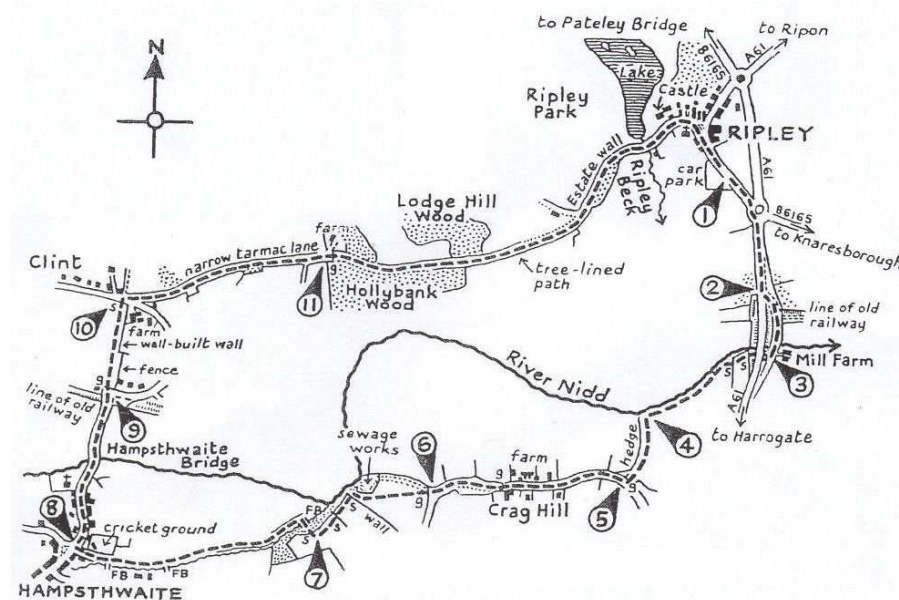 N
to Pateley Bridge
to Ripon
B6165
A61
Lake
Castle
Ripley
Park
RIPLEY
Estate wall
Ripley
Beck
car
park
1
A61
B6165
to Knaresborough
Lodge Hill
Wood
farm
narrow tarmac lane
Clint
g
11
Hollybank
Wood
tree-lined
path
2
line of old
railway
10
s
farm
well-built wall
fence
River Nidd
s
s
Mill Farm
3
A61
to Harrogate
g
line of old
railway
9
Hampsthwaite
Bridge
sewage
works
6
farm
hedge
4
g
g
Crag Hill
5
g
8
cricket ground
FB
s
wall
s
s
7
FB
FB
HAMPSTHWAITE